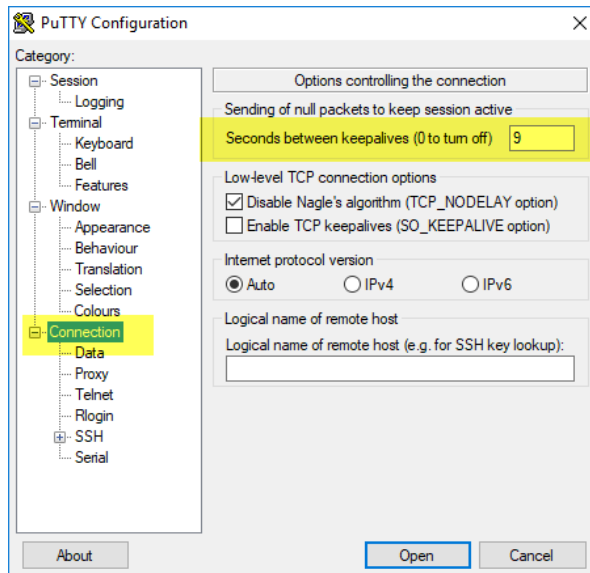 PuTTY Configuration
Category:
Session
Logging
Terminal
Keyboard
Bell
Features
Window
Appearance
Behaviour
Translation
Selection
Colours
Connection
Data
Proxy
Telnet
Rlogin
SSH
Serial
Options controlling the connection
Sending of null packets to keep session active
Seconds between keepalives (0 to turn off) 9
Low-level TCP connection options
Disable Nagle's algorithm (TCP_NODELAY option)
Enable TCP keepalives (SO_KEEPALIVE option)
Internet protocol version
Auto IPv4 IPv6
Logical name of remote host
Logical name of remote host (e.g. for SSH key lookup):
About Open Cancel